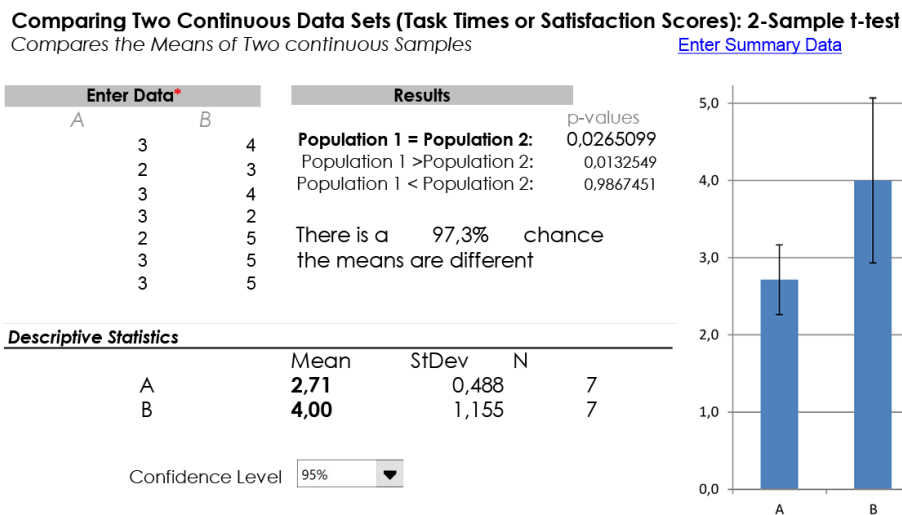 Comparing Two Continuous Data Sets (Task Times or Satisfaction Scores): 2-Sample t-test
Compares the Means of Two continuous Samples
Enter Summary Data
Enter Data*
A B
3 4
2 3
3 4
3 2
2 5
3 5
3 5
Results
p-values
Population 1 = Population 2: 0,0265099
Population 1 >Population 2: 0,0132549
Population 1 < Population 2: 0,9867451
There is a 97,3% chance
the means are different
Descriptive Statistics
Mean StDev N
A 2,71 0,488 7
B 4,00 1,155 7
Confidence Level 95%
5,0
4,0
3,0
2,0
1,0
0,0
A B